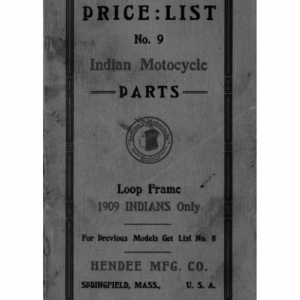 PRICE:LIST
No. 9
Indian Motocycle
PARTS
Loop Frame
1909 INDIANS Only
For Previous Models Get List No. 8
HENDEE MFG. CO.
SPRINGFIELD, MASS., U. S. A.